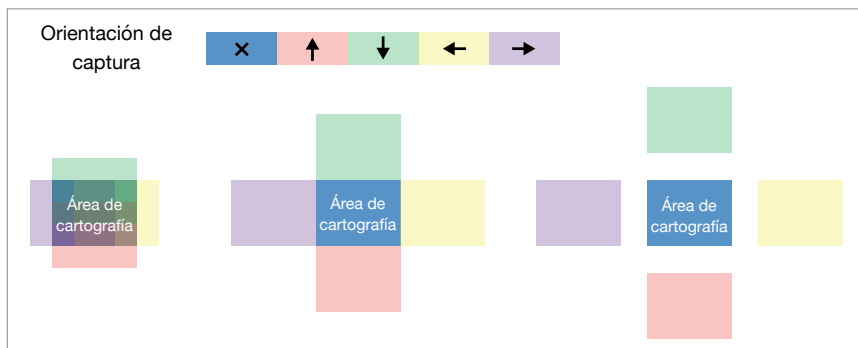 Orientación de
captura
Área de
cartografía
Área de
cartografía
Área de
cartografía